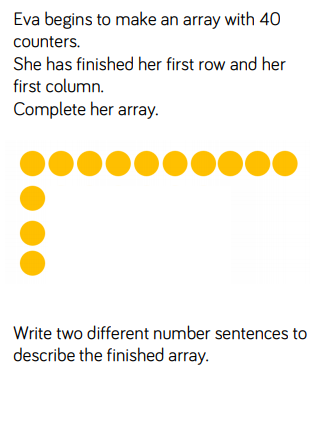 Eva begins to make an array with 40
counters.
She has finished her first row and her
first column.
Complete her array.
Write two different number sentences to
describe the finished array.